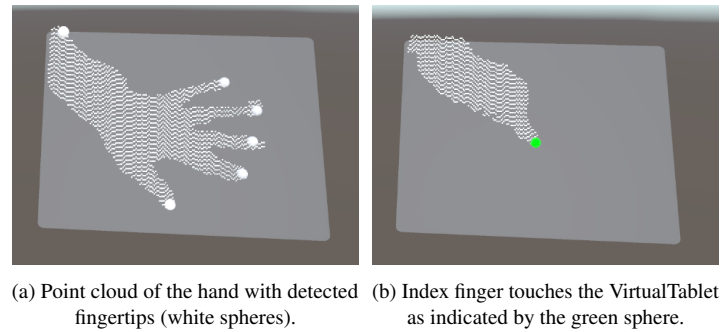 (a) Point cloud of the hand with detected
fingertips (white spheres).
(b) Index finger touches the VirtualTablet
as indicated by the green sphere.